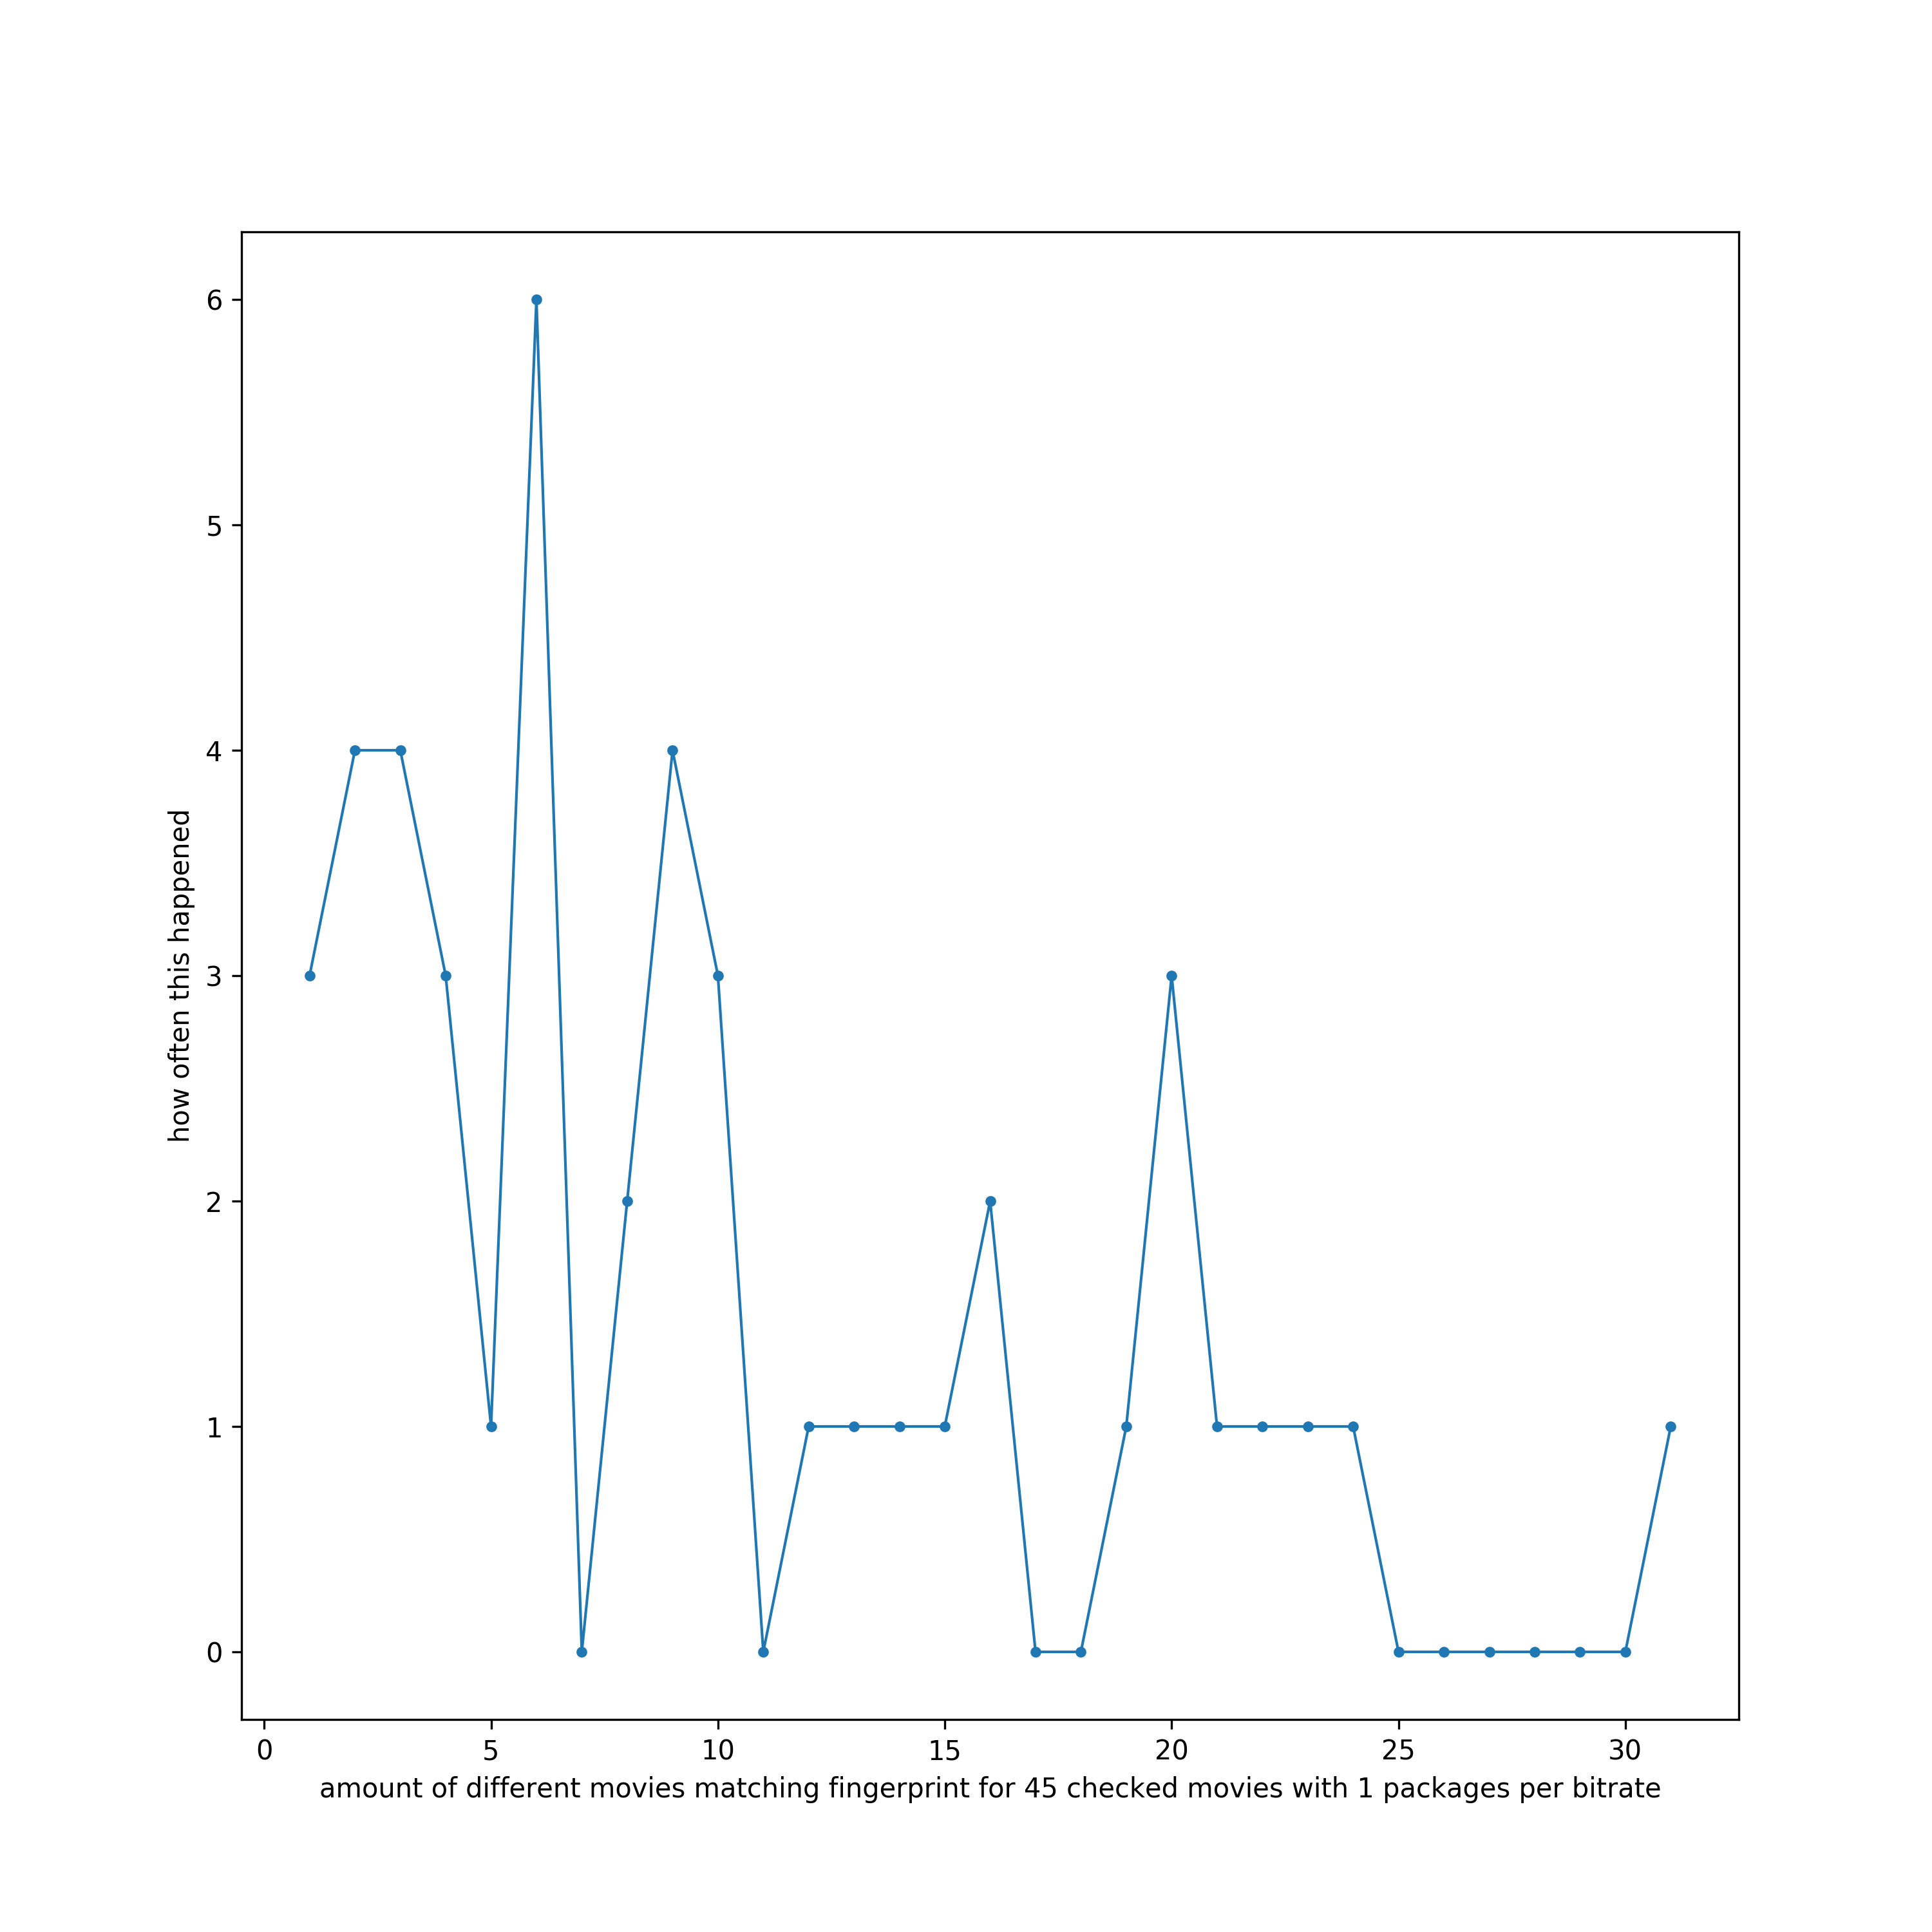 6
5
4
3
2
1
0
how often this happened
0 5 10 15 20 25 30
amount of different movies matching fingerprint for 45 checked movies with 1 packages per bitrate